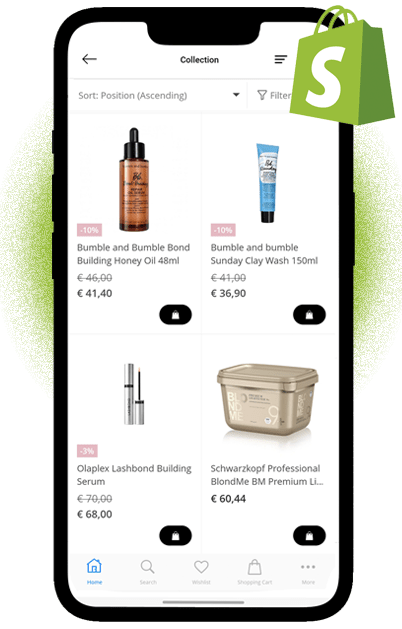 Collection
Sort: Position (Ascending)
Filter
-10%
-10%
Bumble and Bumble Bond
Building Honey Oil 48ml
€ 46,00
€ 41,40
Bumble and bumble
Sunday Clay Wash 150ml
€ 41,00
€ 36,90
BLOND
ME
-3%
Olaplex Lashbond Building
Serum
€ 70,00
€ 68,00
Schwarzkopf Professional
BlondMe BM Premium Li...
€ 60,44
Home
Search
Wishlist
Shopping Cart
More